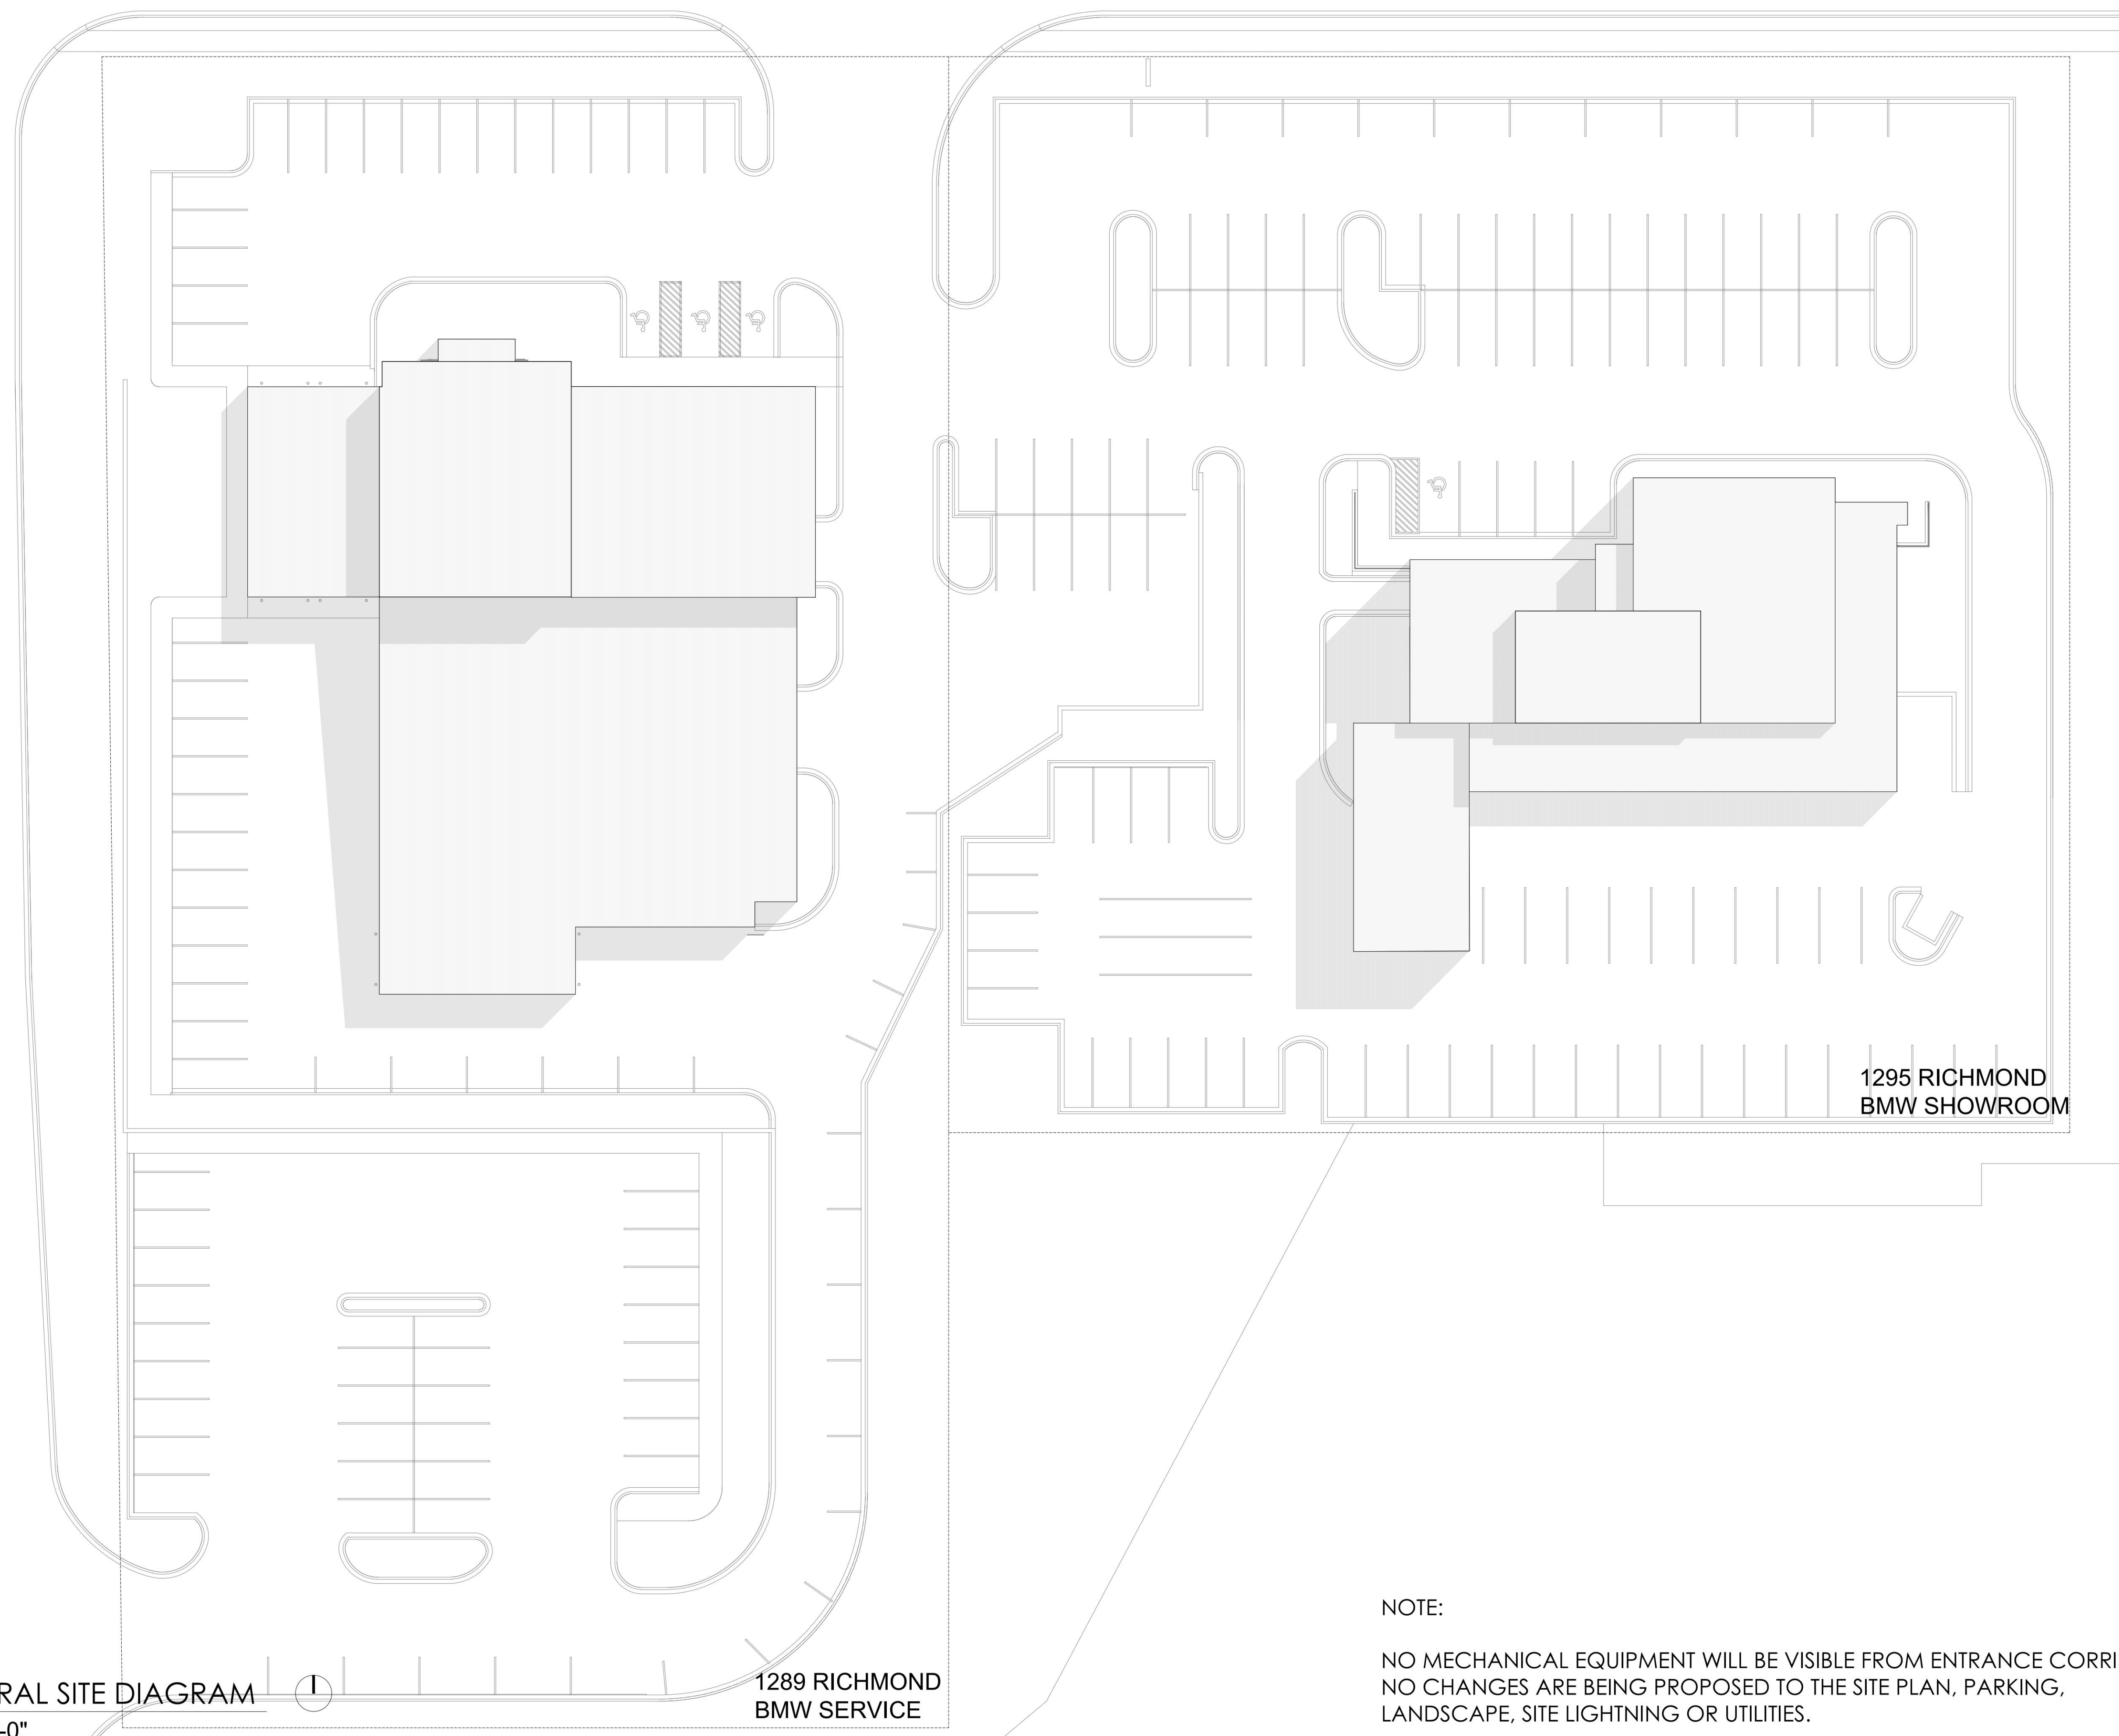 1295 RICHMOND
BMW SHOWROOM
NOTE:
NO MECHANICAL EQUIPMENT WILL BE VISIBLE FROM ENTRANCE CORRI
NO CHANGES ARE BEING PROPOSED TO THE SITE PLAN, PARKING,
LANDSCAPE, SITE LIGHTNING OR UTILITIES.
1289 RICHMOND
BMW SERVICE
RAL SITE DIAGRAM
-0"